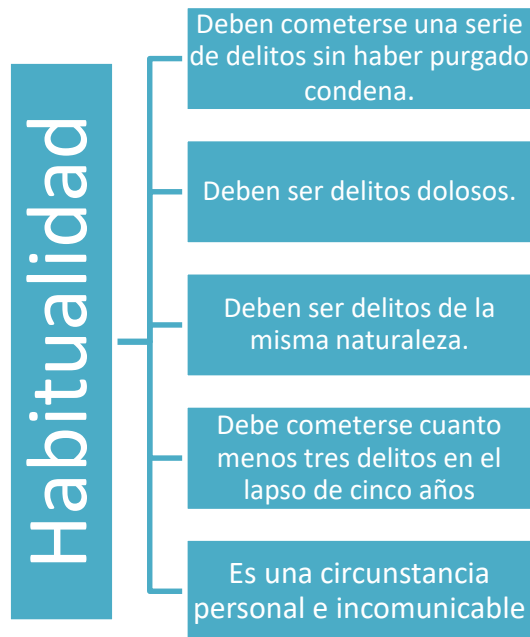 Habitualidad
Deben cometerse una serie
de delitos sin haber purgado
condena.
Deben ser delitos dolosos.
Deben ser delitos de la
misma naturaleza.
Debe cometerse cuanto
menos tres delitos en el
lapso de cinco años
Es una circunstancia
personal e incomunicable